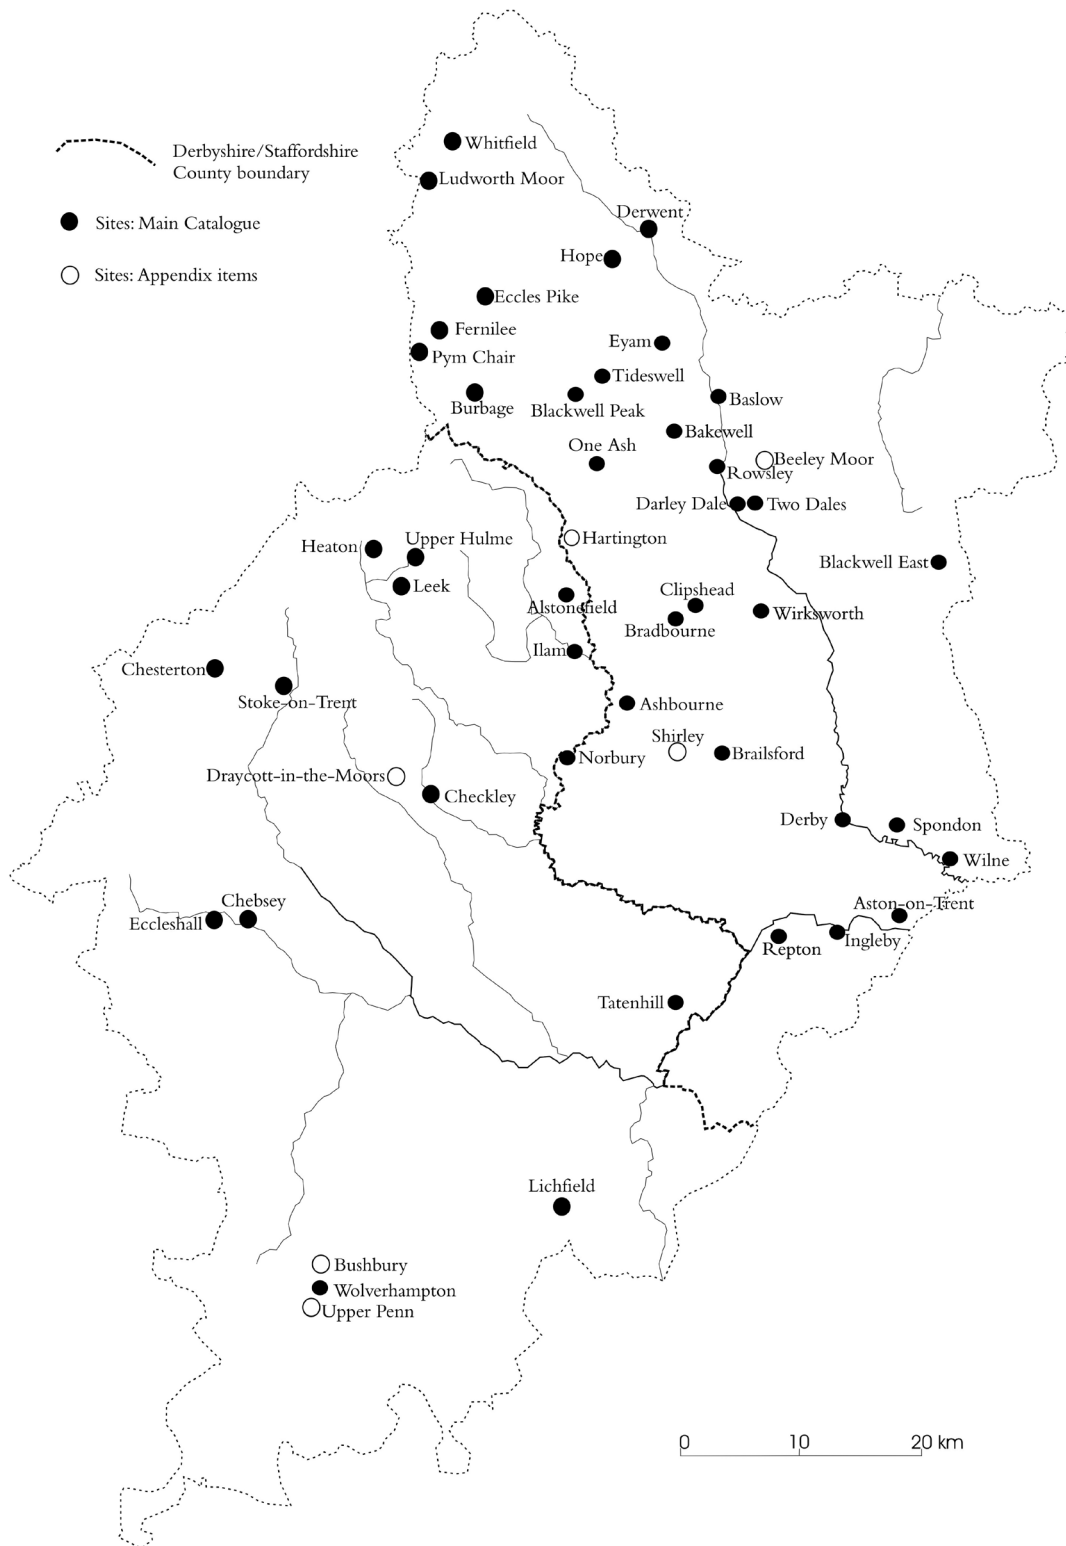 Derbyshire/Staffordshire
County boundary
Sites: Main Catalogue
Sites: Appendix items
Whitfield
Ludworth Moor
Derwent
Hope
Eccles Pike
Fernilee
Pym Chair
Eyam
Tideswell
Burbage
Blackwell Peak
Baslow
Bakewell
One Ash
Beeley Moor
Rowsley
Darley Dale
Two Dales
Hartington
Heaton
Upper Hulme
Leek
Blackwell East
Alstonefield
Clipshead
Bradbourne
Wirksworth
Ilam
Chesterton
Stoke-on-Trent
Ashbourne
Shirley
Brailsford
Norbury
Draycott-in-the-Moors
Checkley
Derby
Spondon
Wilne
Chebsey
Eccleshall
Aston-on-Trent
Repton
Ingleby
Tatenhill
Lichfield
Bushbury
Wolverhampton
Upper Penn
0 10 20 km